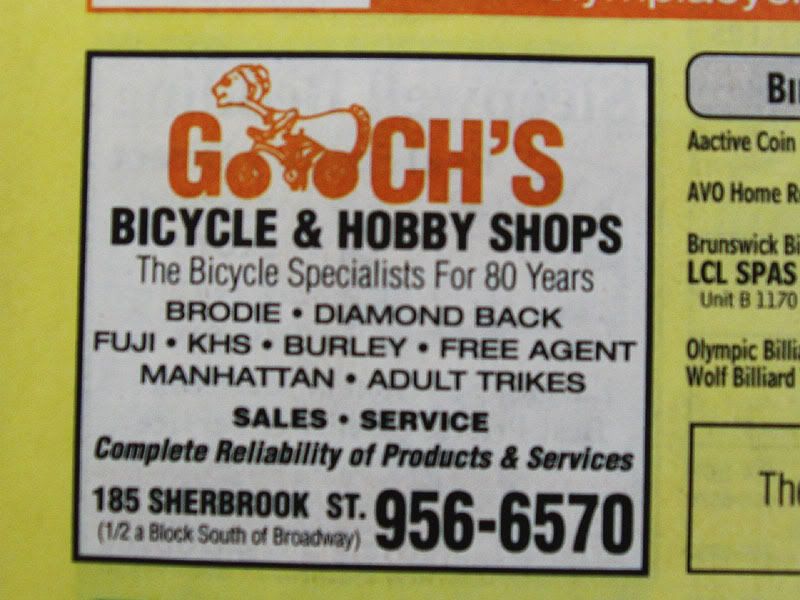 GOOCH'S
BICYCLE & HOBBY SHOPS
The Bicycle Specialists For 80 Years
BRODIE • DIAMOND BACK
FUJI • KHS • BURLEY • FREE AGENT
MANHATTAN • ADULT TRIKES
SALES • SERVICE
Complete Reliability of Products & Services
185 SHERBROOK ST. 956-6570
(1/2 a Block South of Broadway)
Aactive Coin
AVO Home
Brunswick
LCL SPAS
Unit B 1170
Olympic
Wolf Billiard